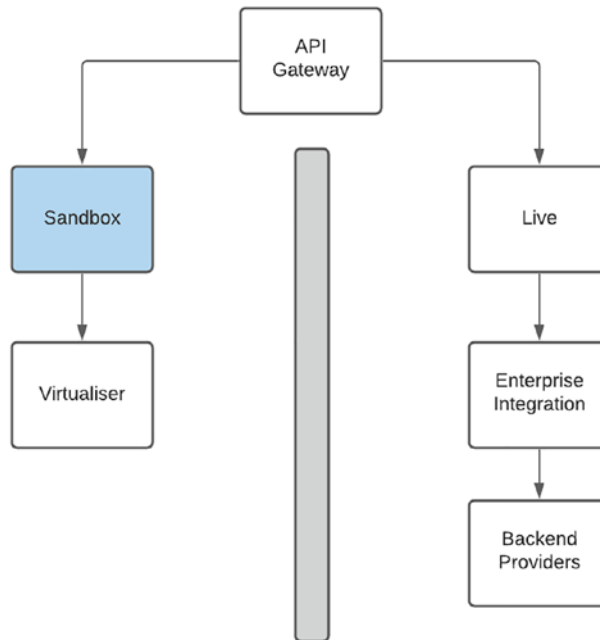 API
Gateway
Sandbox
Live
Virtualiser
Enterprise
Integration
Backend
Providers